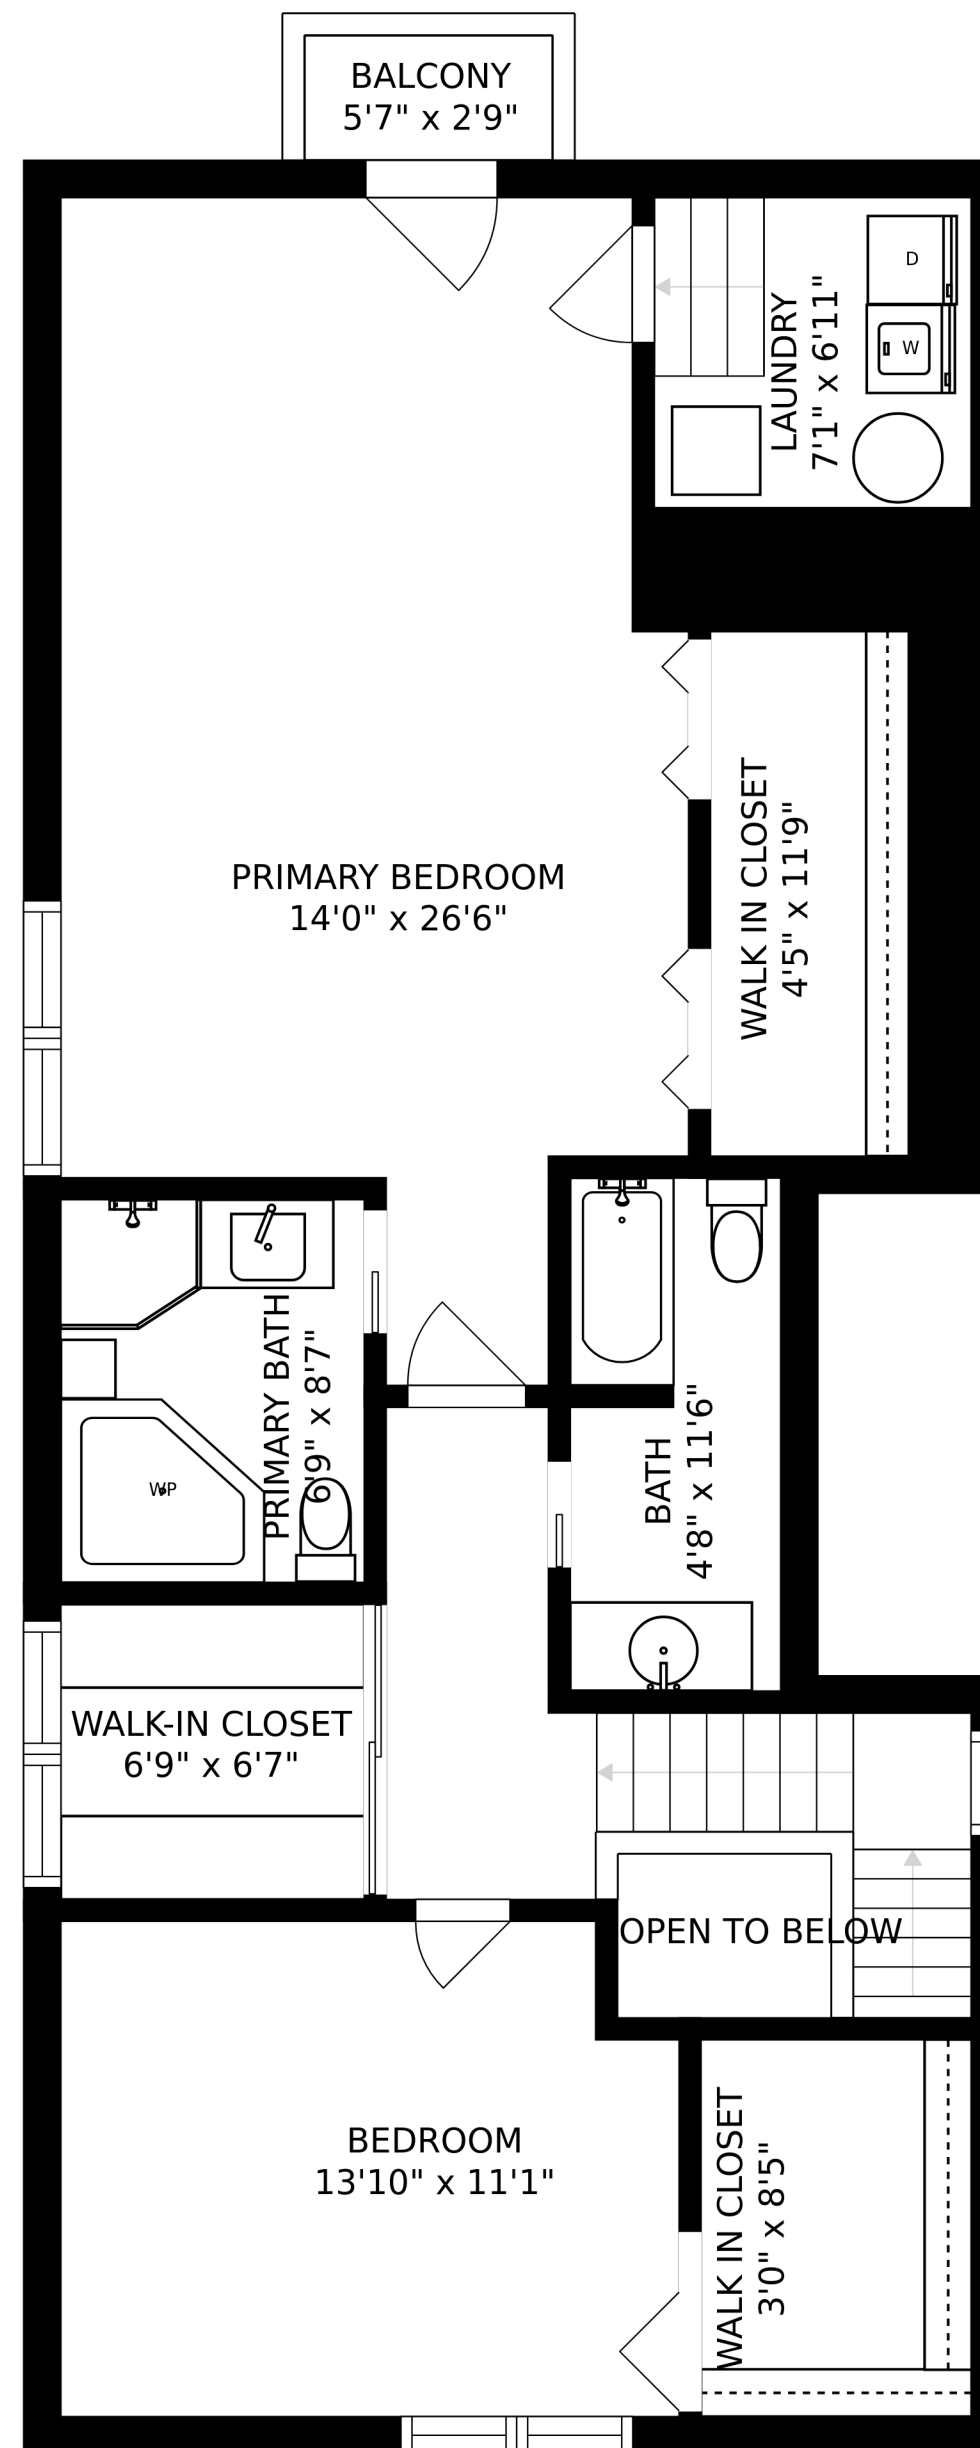 BALCONY
5'7" x 2'9"
D
W
LAUNDRY
7'1" x 6'11"
PRIMARY BEDROOM
14'0" x 26'6"
WALK IN CLOSET
4'5" x 11'9"
PRIMARY BATH
6'9" x 8'7"
WP
BATH
4'8" x 11'6"
WALK-IN CLOSET
6'9" x 6'7"
OPEN TO BELOW
BEDROOM
13'10" x 11'1"
WALK IN CLOSET
3'0" x 8'5"